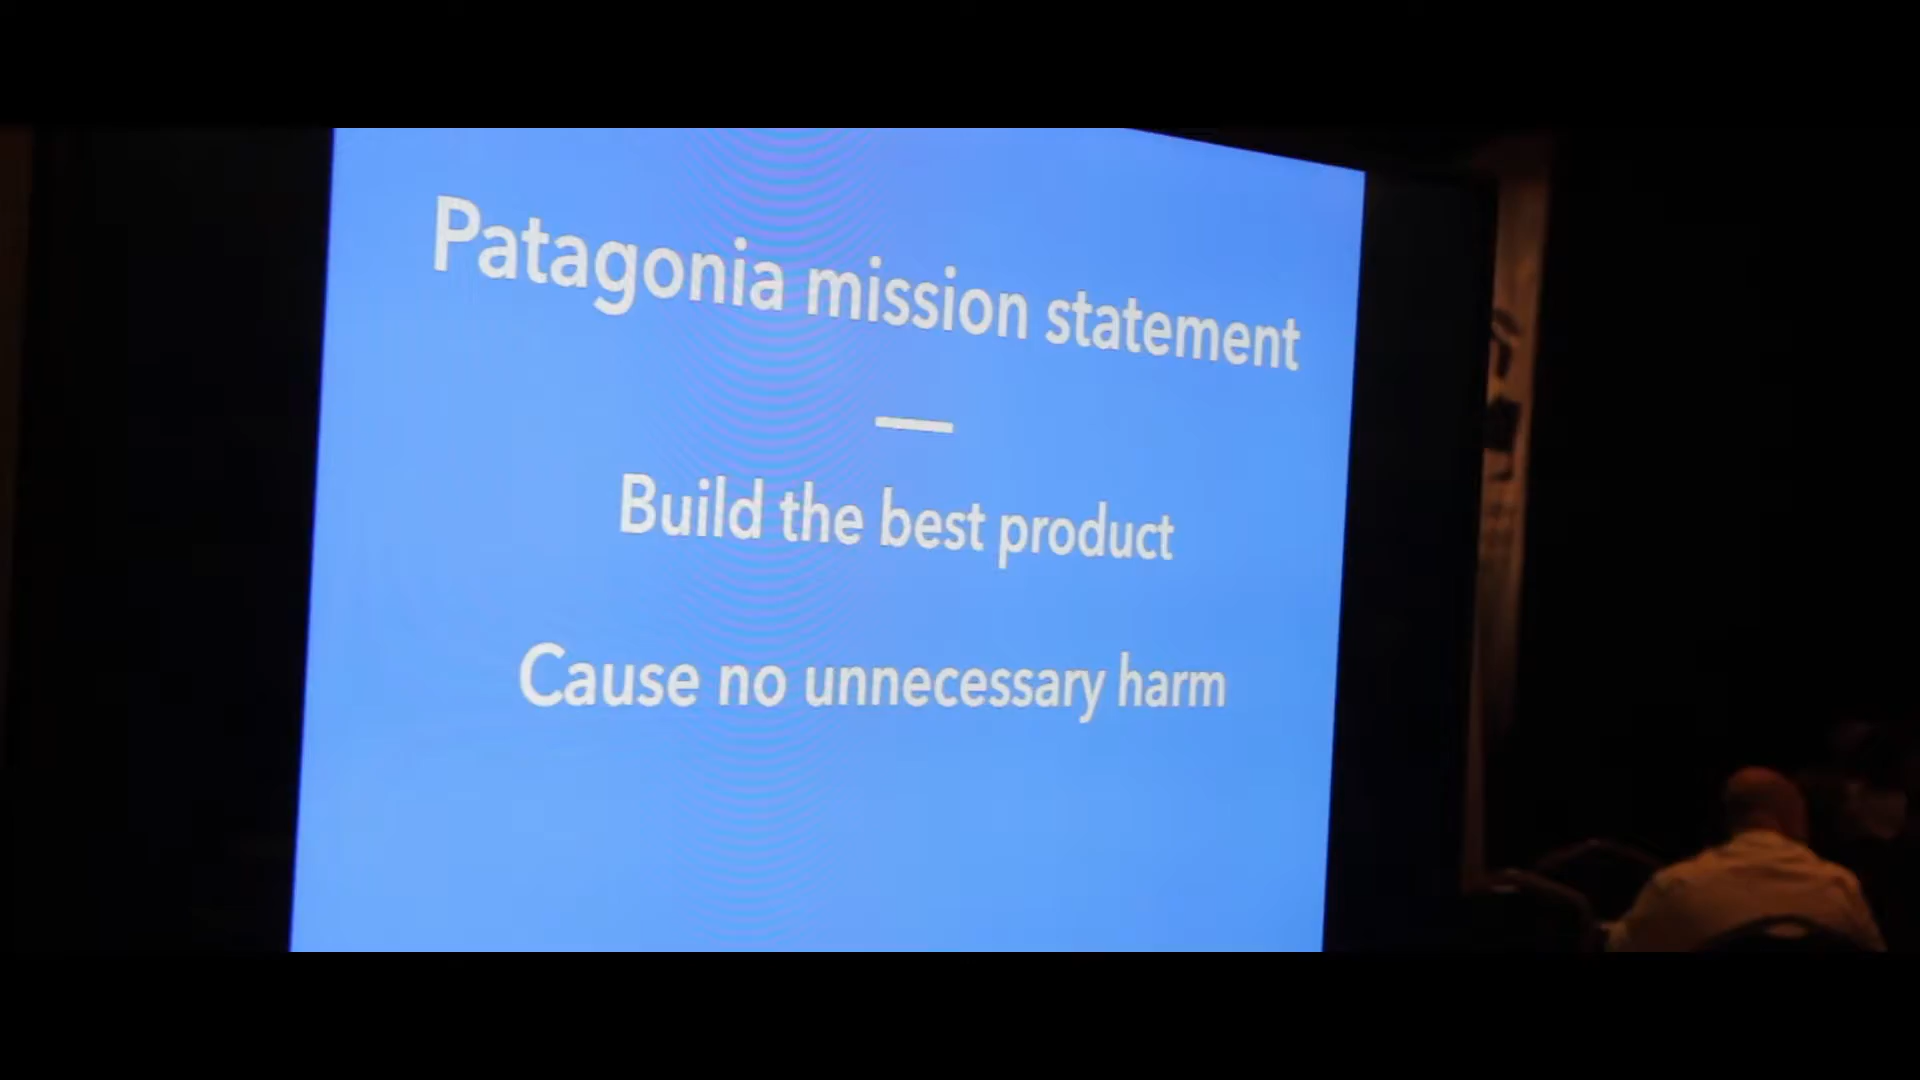 Patagonia mission statement
—
Build the best product
Cause no unnecessary harm